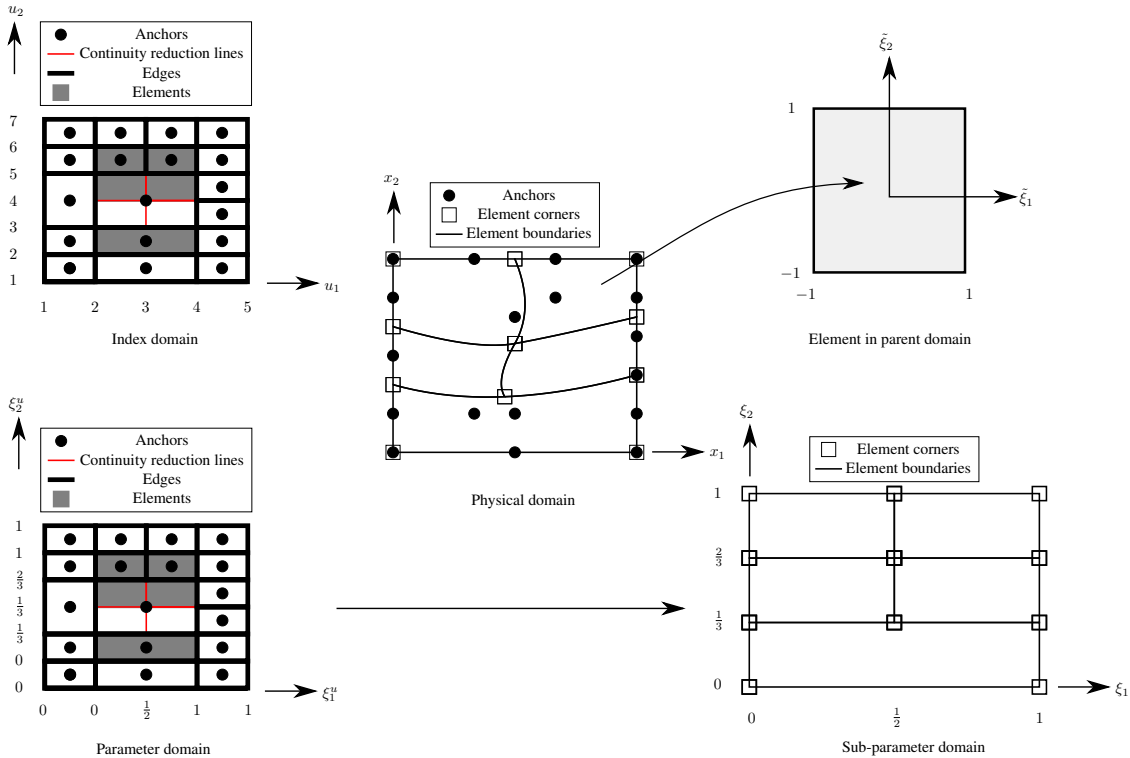 u₂
Anchors
Continuity reduction lines
Edges
Elements
7
6
5
4
3
2
1
1 2 3 4 5
u₁
Index domain
x₂
Anchors
Element corners
Element boundaries
x₁
Physical domain
ξ̃₂
1
ξ̃₁
−1
−1 1
Element in parent domain
ξ₂ᵘ
Anchors
Continuity reduction lines
Edges
Elements
1
1
2/3
1/3
1/3
0
0
0 0 1/2 1 1
ξ₁ᵘ
Parameter domain
ξ₂
Element corners
Element boundaries
1
2/3
1/3
0
0 1/2 1
ξ₁
Sub-parameter domain